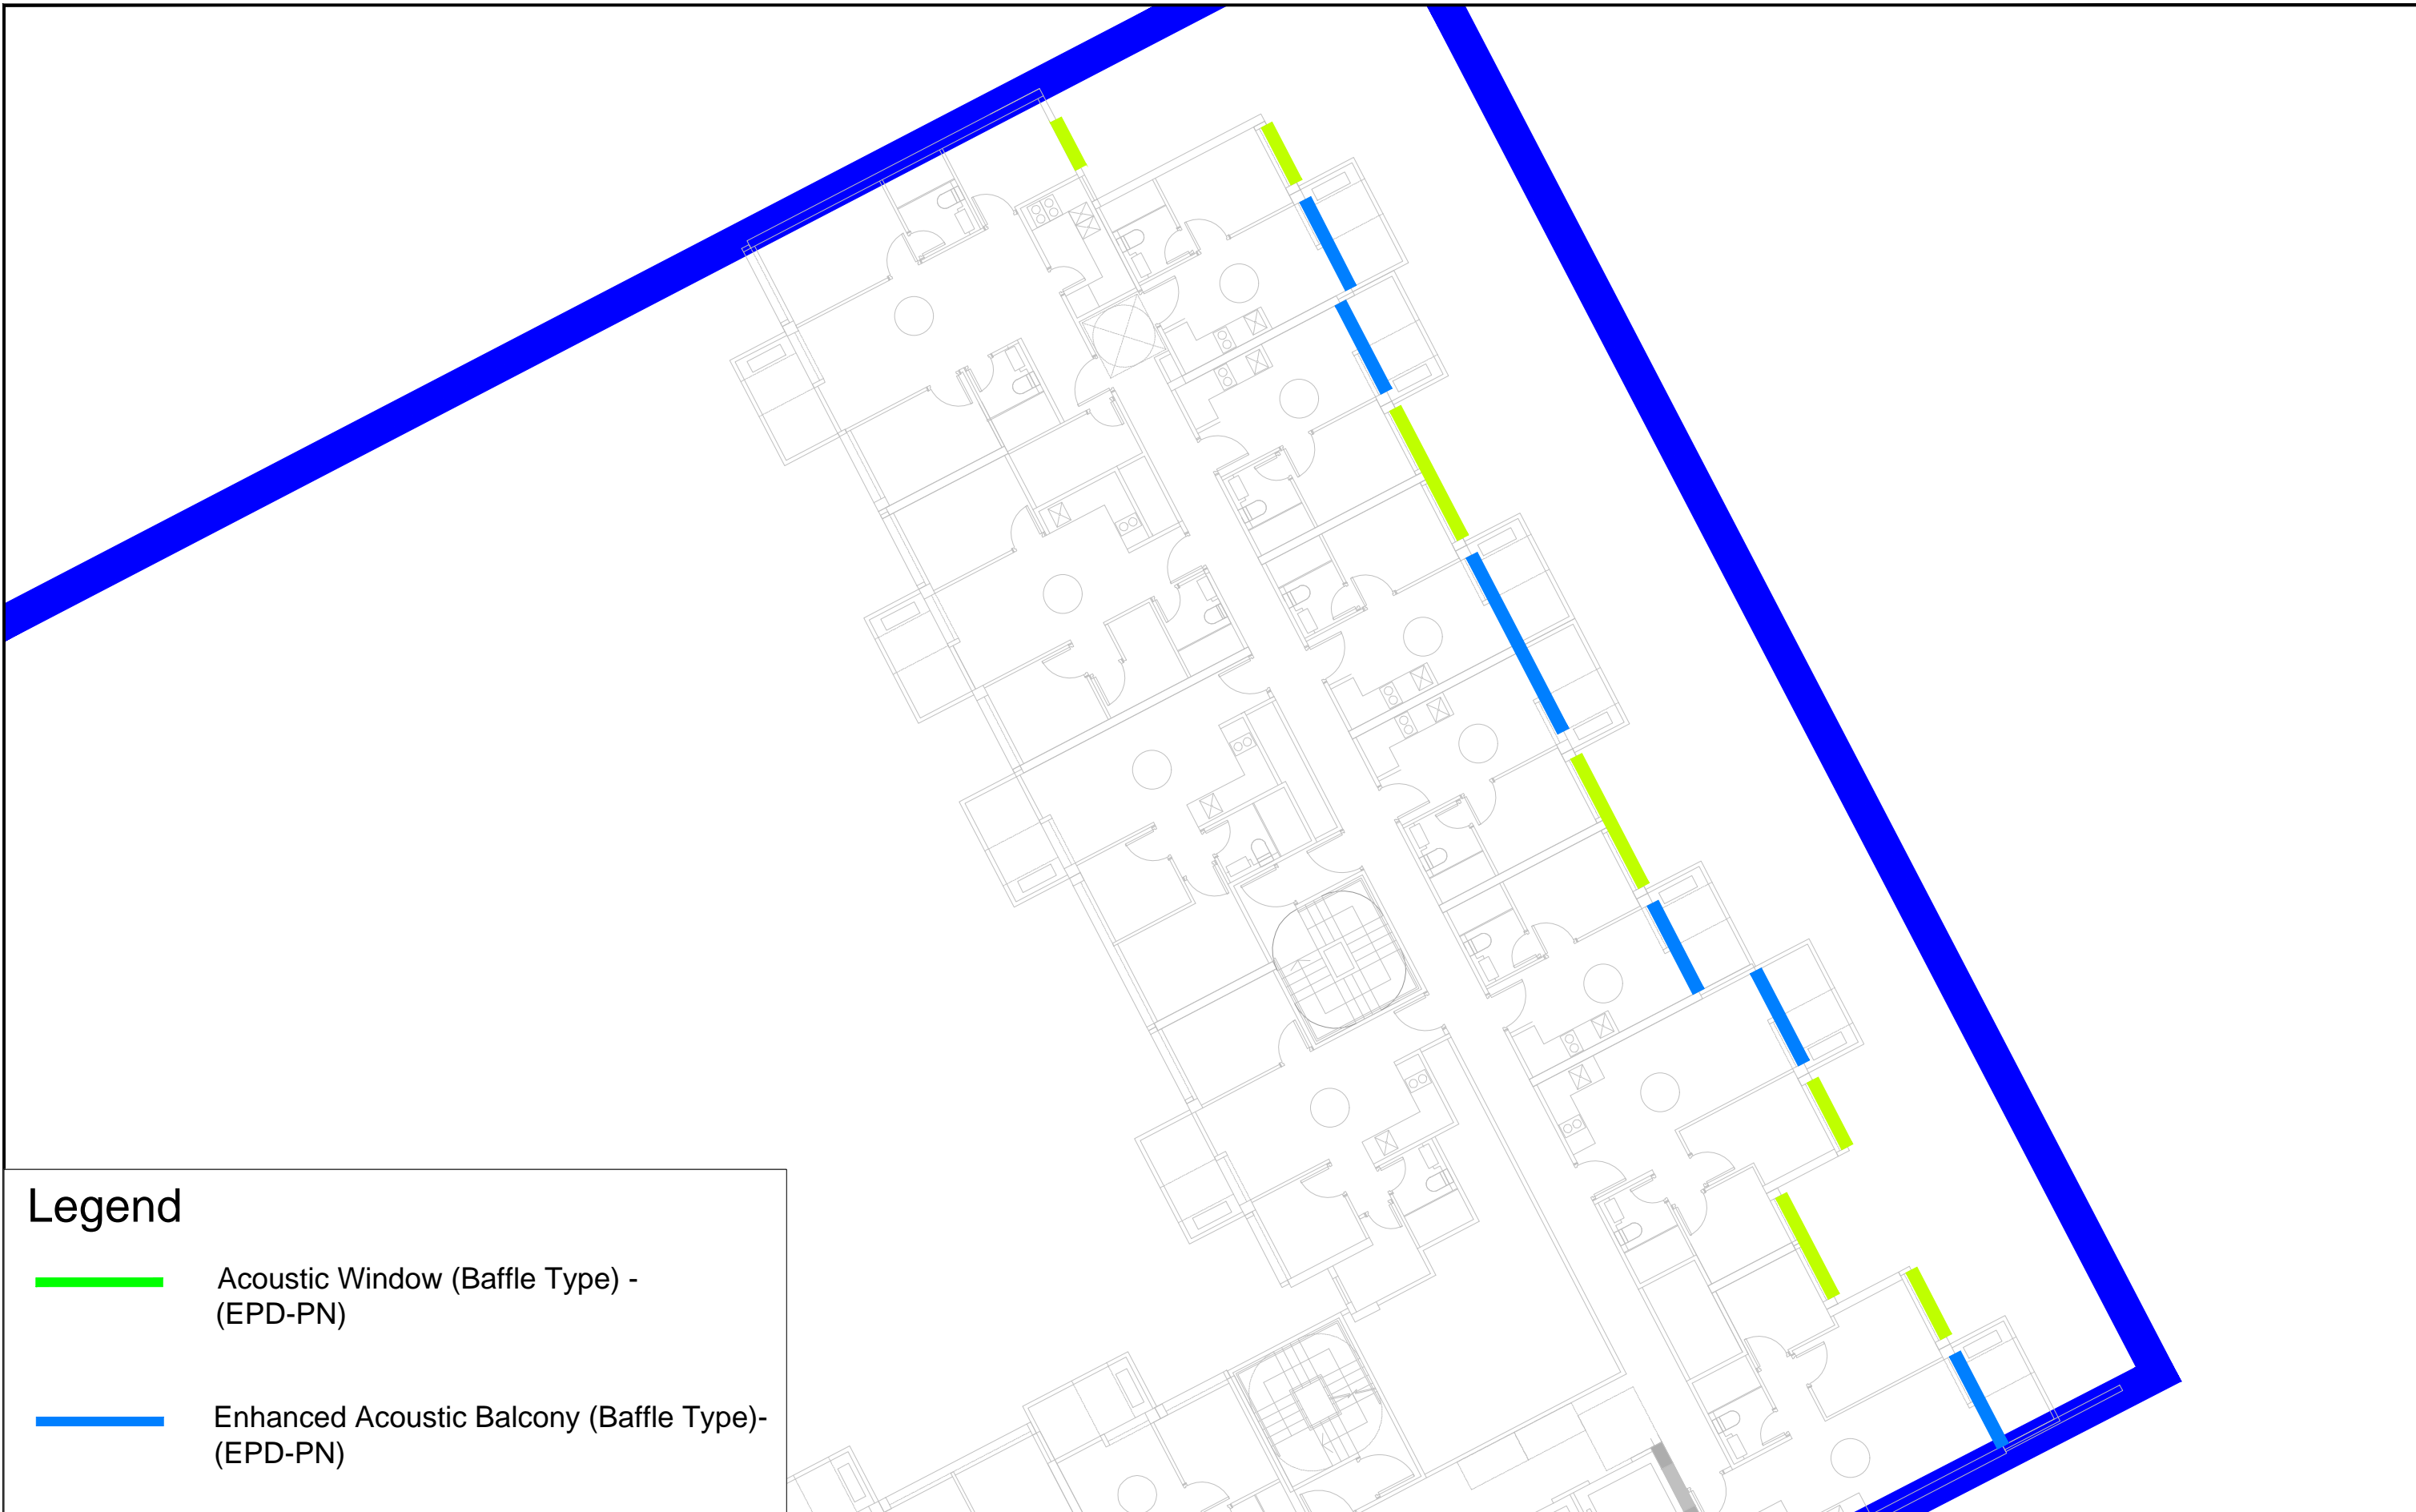 Legend
Acoustic Window (Baffle Type) -
(EPD-PN)
Enhanced Acoustic Balcony (Baffle Type)-
(EPD-PN)